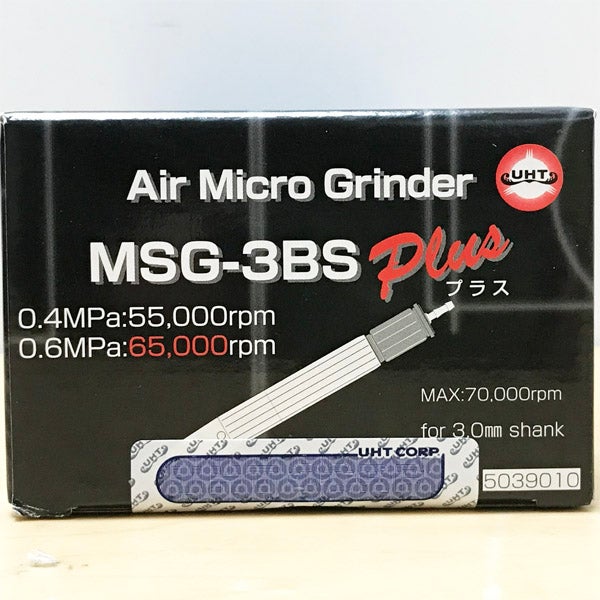 Air Micro Grinder
UHT
MSG-3BS Plus
プラス
0.4MPa:55,000rpm
0.6MPa:65,000rpm
MAX:70,000rpm
for 3.0㎜ shank
UHT CORP.
5039010